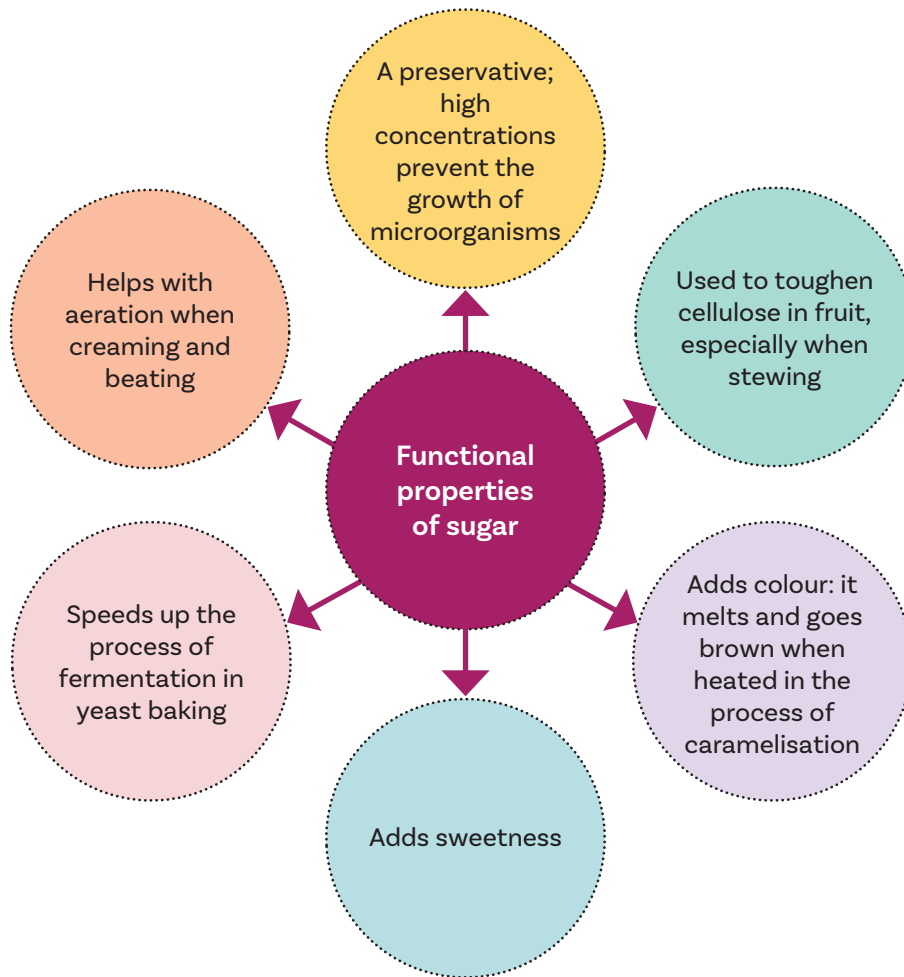 A preservative;
high
concentrations
prevent the
growth of
microorganisms
Helps with
aeration when
creaming and
beating
Used to toughen
cellulose in fruit,
especially when
stewing
Functional
properties
of sugar
Speeds up the
process of
fermentation in
yeast baking
Adds colour: it
melts and goes
brown when
heated in the
process of
caramelisation
Adds sweetness